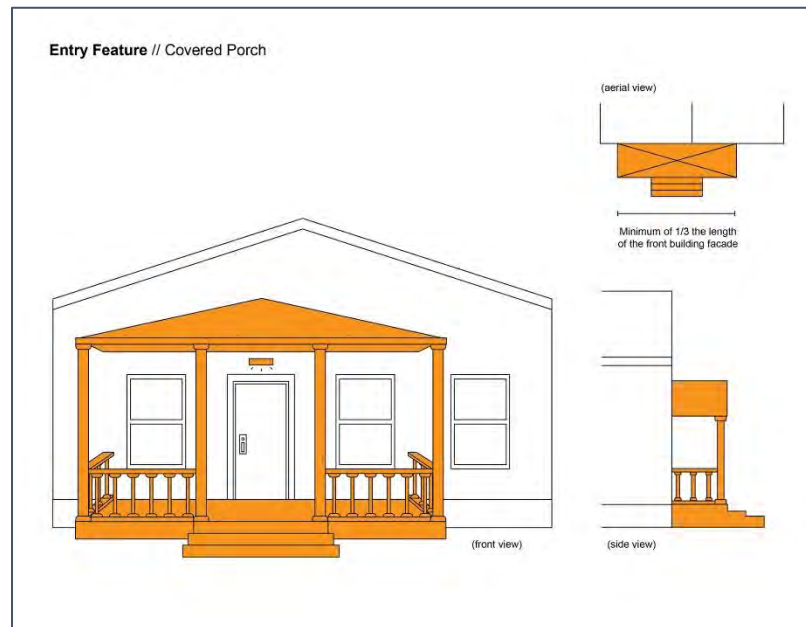 Entry Feature // Covered Porch
(aerial view)
Minimum of 1/3 the length
of the front building facade
(front view)
(side view)